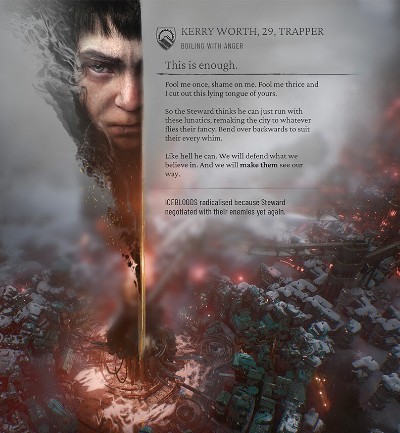 KERRY WORTH, 29, TRAPPER
BOILING WITH ANGER
This is enough.
Fool me once, shame on me. Fool me thrice and
I cut out this lying tongue of yours.
So the Steward thinks he can just run with
these lunatics, remaking the city to whatever
flies their fancy. Bend over backwards to suit
their every whim.
Like hell he can. We will defend what we
believe in. And we will make them see our
way.
ICEBLOODS radicalised because Steward
negotiated with their enemies yet again.